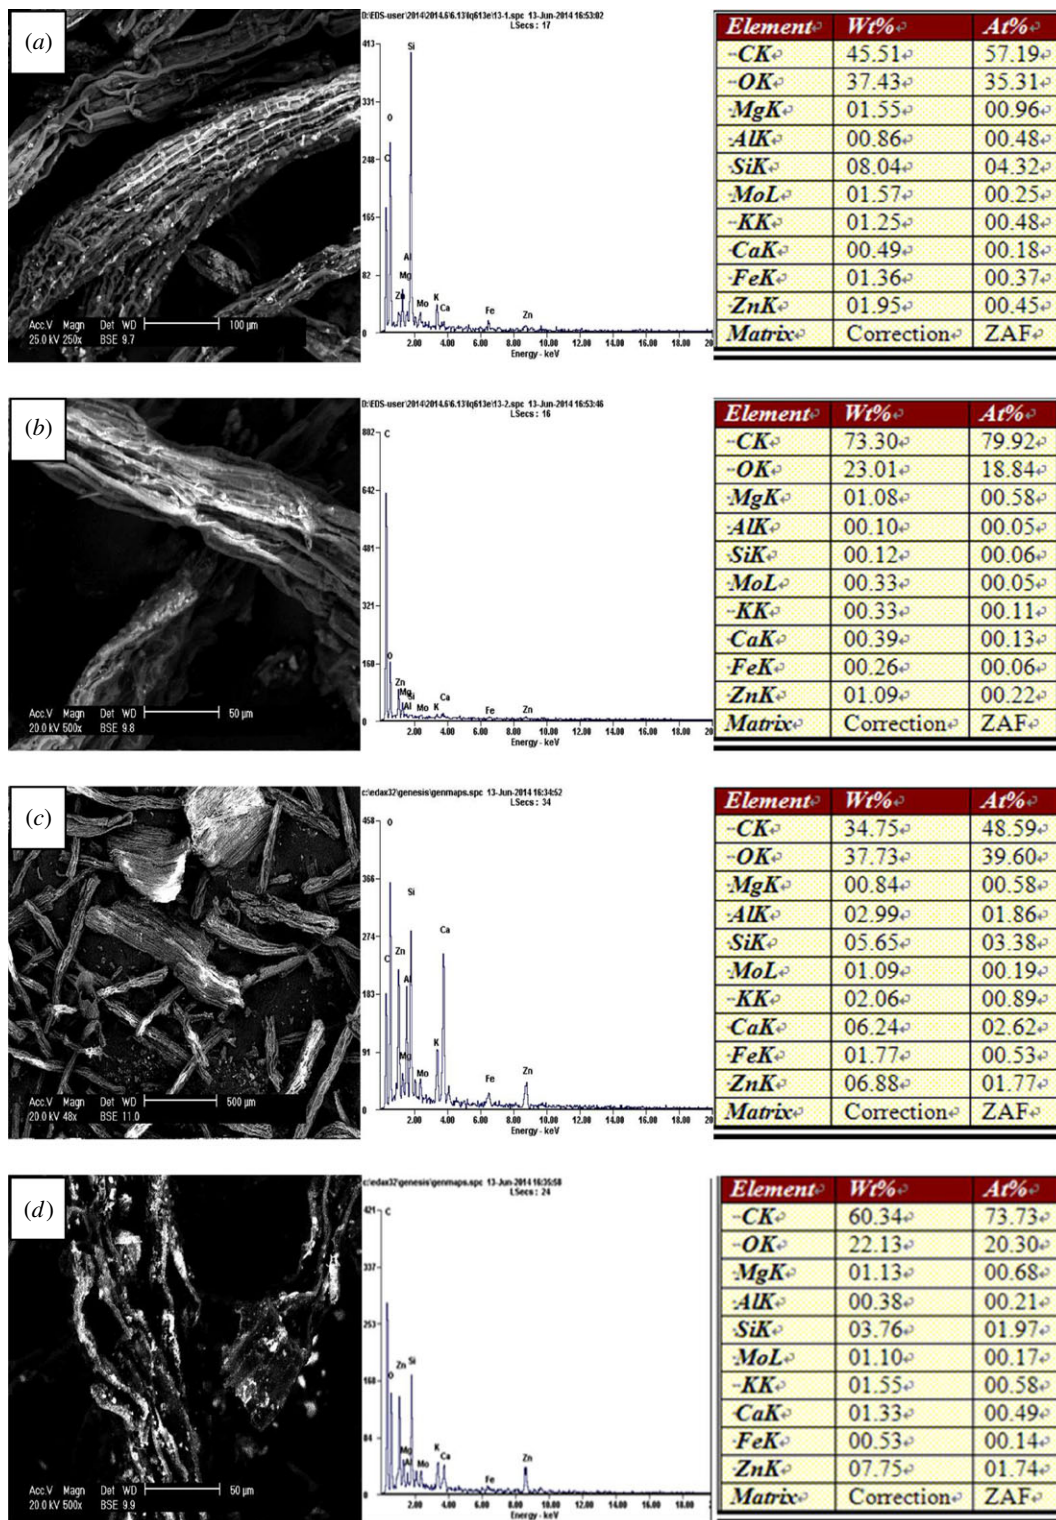 (a)
Acc.V Magn Det WD 100 µm
25.0 kV 250x BSE 9.7
D:\EDS-user\2014\2014.6\6.13\lq613e\13-1.spc 13-Jun-2014 16:53:02
LSecs : 17
413
331
248
165
82
0
Si
O
C
Al
Mg
Zn
Mo
K
Ca
Fe
Zn
2.00 4.00 6.00 8.00 10.00 12.00 14.00 16.00 18.00 20
Energy - keV
Element Wt% At%
CK 45.51 57.19
OK 37.43 35.31
MgK 01.55 00.96
AlK 00.86 00.48
SiK 08.04 04.32
MoL 01.57 00.25
KK 01.25 00.48
CaK 00.49 00.18
FeK 01.36 00.37
ZnK 01.95 00.45
Matrix Correction ZAF
(b)
Acc.V Magn Det WD 50 µm
20.0 kV 500x BSE 9.8
D:\EDS-user\2014\2014.6\6.13\lq613e\13-2.spc 13-Jun-2014 16:53:46
LSecs : 16
802
642
481
321
160
0
C
O
Zn
Mg
Si
Al
Mo
K
Ca
Fe
Zn
2.00 4.00 6.00 8.00 10.00 12.00 14.00 16.00 18.00 20
Energy - keV
Element Wt% At%
CK 73.30 79.92
OK 23.01 18.84
MgK 01.08 00.58
AlK 00.10 00.05
SiK 00.12 00.06
MoL 00.33 00.05
KK 00.33 00.11
CaK 00.39 00.13
FeK 00.26 00.06
ZnK 01.09 00.22
Matrix Correction ZAF
(c)
Acc.V Magn Det WD 500 µm
20.0 kV 48x BSE 11.0
c:\edax32\genesis\genmaps.spc 13-Jun-2014 16:34:52
LSecs : 34
458
366
274
183
91
0
O
Si
Ca
Zn
C
Al
K
Mg
Mo
Fe
Zn
2.00 4.00 6.00 8.00 10.00 12.00 14.00 16.00 18.00 20
Energy - keV
Element Wt% At%
CK 34.75 48.59
OK 37.73 39.60
MgK 00.84 00.58
AlK 02.99 01.86
SiK 05.65 03.38
MoL 01.09 00.19
KK 02.06 00.89
CaK 06.24 02.62
FeK 01.77 00.53
ZnK 06.88 01.77
Matrix Correction ZAF
(d)
Acc.V Magn Det WD 50 µm
20.0 kV 500x BSE 9.9
c:\edax32\genesis\genmaps.spc 13-Jun-2014 16:35:58
LSecs : 24
421
337
253
168
84
0
C
Zn
Si
O
Mg
Al
Mo
K
Ca
Fe
Zn
2.00 4.00 6.00 8.00 10.00 12.00 14.00 16.00 18.00
Energy - keV
Element Wt% At%
CK 60.34 73.73
OK 22.13 20.30
MgK 01.13 00.68
AlK 00.38 00.21
SiK 03.76 01.97
MoL 01.10 00.17
KK 01.55 00.58
CaK 01.33 00.49
FeK 00.53 00.14
ZnK 07.75 01.74
Matrix Correction ZAF